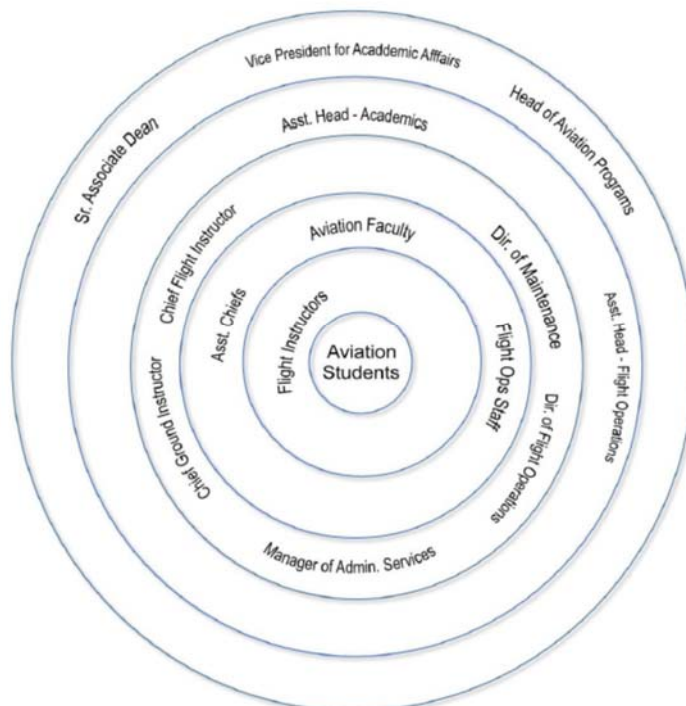 Vice President for Acaddemic Afffairs
Head of Aviation Programs
Sr. Associate Dean
Asst. Head - Academics
Asst. Head - Flight Operations
Chief Flight Instructor
Dir. of Maintenance
Chief Ground Instructor
Dir. of Flight Operations
Manager of Admin. Services
Aviation Faculty
Asst. Chiefs
Flight Ops Staff
Flight Instructors
Aviation
Students